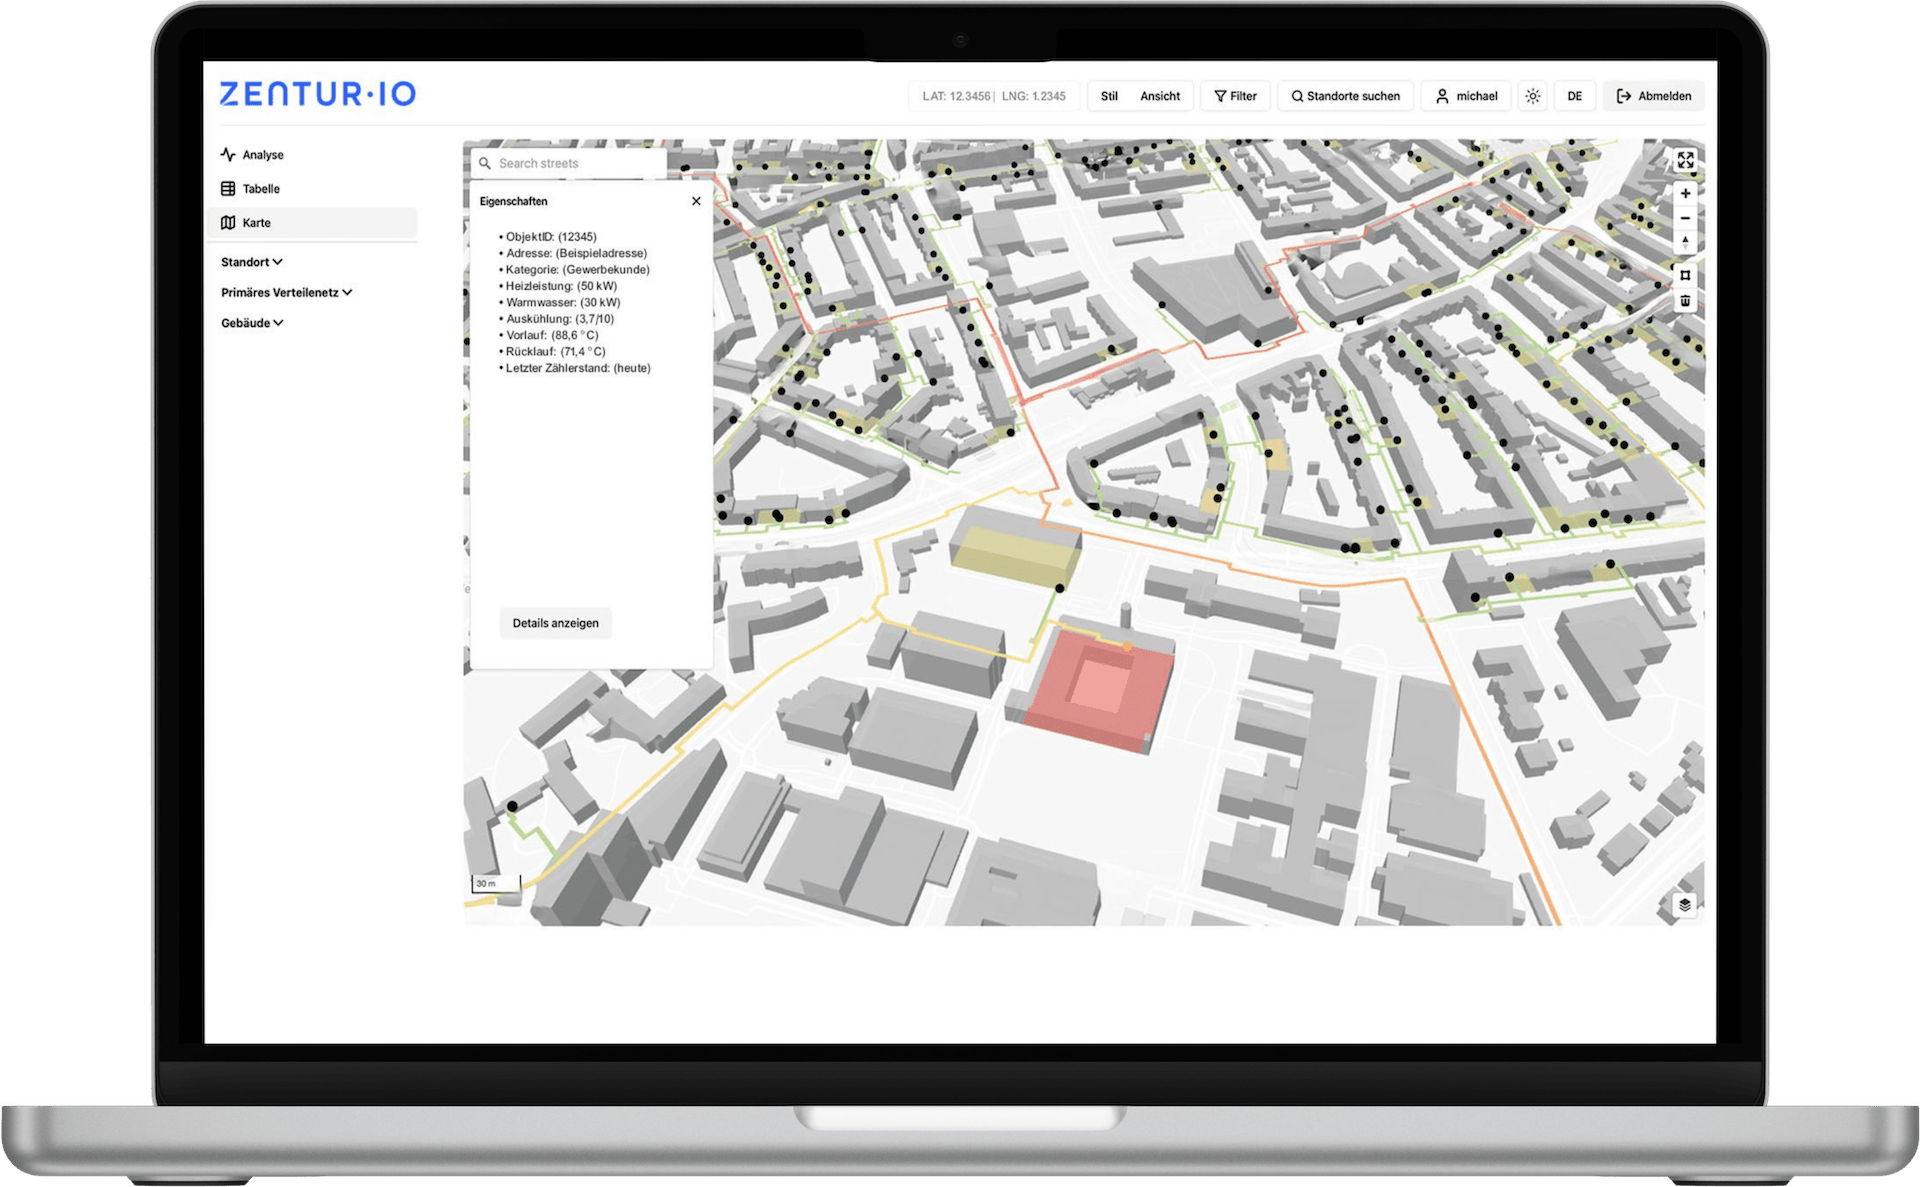 ZENTUR·IO
LAT: 12.3456 | LNG: 1.2345
Stil
Ansicht
Filter
Standorte suchen
michael
DE
Abmelden
Analyse
Tabelle
Karte
Standort
Primäres Verteilenetz
Gebäude
Search streets
Eigenschaften
• ObjektID: (12345)
• Adresse: (Beispieladresse)
• Kategorie: (Gewerbekunde)
• Heizleistung: (50 kW)
• Warmwasser: (30 kW)
• Auskühlung: (3,7/10)
• Vorlauf: (88,6 °C)
• Rücklauf: (71,4 °C)
• Letzter Zählerstand: (heute)
Details anzeigen
30 m